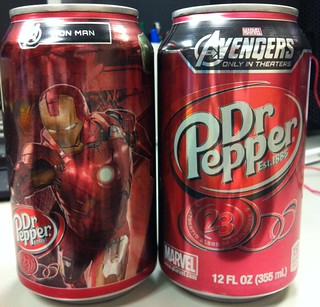 IRON MAN
Dr
Pepper
23
MARVEL
AVENGERS
ONLY IN THEATERS
Dr
Pepper
EST. 1885
23
MARVEL
12 FL OZ (355 mL)